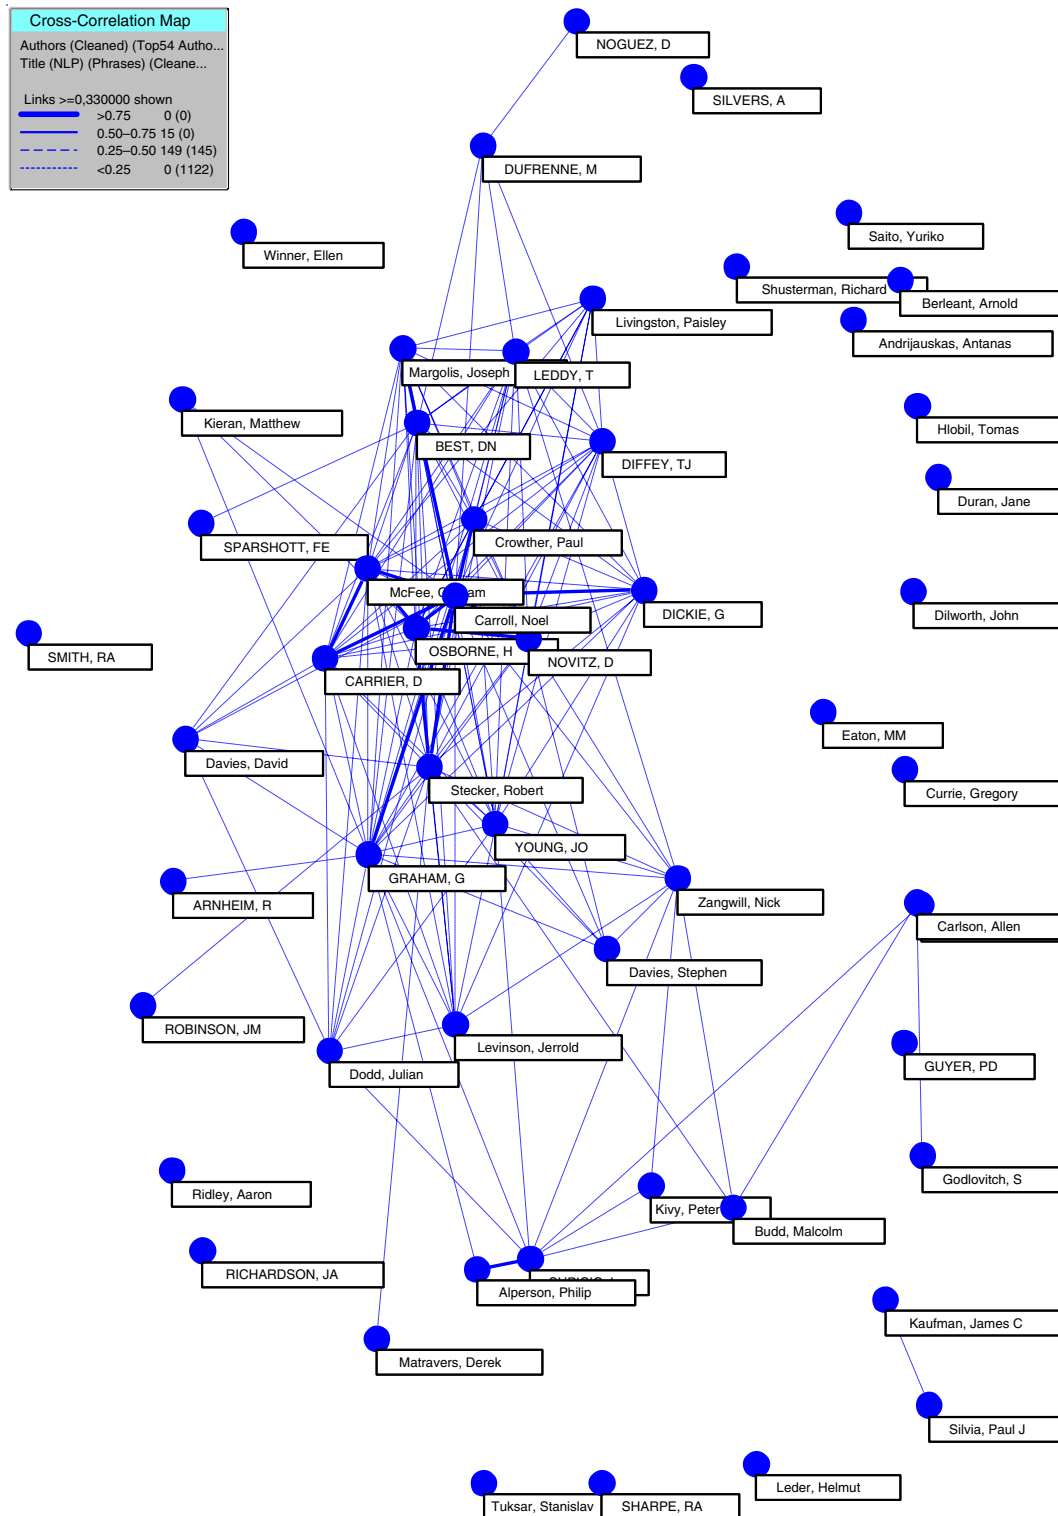 Cross-Correlation Map
Authors (Cleaned) (Top54 Autho...
Title (NLP) (Phrases) (Cleane...
Links >=0,330000 shown
>0.75 0 (0)
0.50–0.75 15 (0)
0.25–0.50 149 (145)
<0.25 0 (1122)
NOGUEZ, D
SILVERS, A
DUFRENNE, M
Saito, Yuriko
Winner, Ellen
Shusterman, Richard
Berleant, Arnold
Livingston, Paisley
Andrijauskas, Antanas
Margolis, Joseph
LEDDY, T
Kieran, Matthew
Hlobil, Tomas
BEST, DN
DIFFEY, TJ
Duran, Jane
Crowther, Paul
SPARSHOTT, FE
McFee,
Carroll, Noel
DICKIE, G
Dilworth, John
OSBORNE, H
NOVITZ, D
SMITH, RA
CARRIER, D
Eaton, MM
Davies, David
Currie, Gregory
Stecker, Robert
YOUNG, JO
GRAHAM, G
ARNHEIM, R
Zangwill, Nick
Carlson, Allen
Davies, Stephen
ROBINSON, JM
Levinson, Jerrold
GUYER, PD
Dodd, Julian
Godlovitch, S
Ridley, Aaron
Kivy, Peter
Budd, Malcolm
RICHARDSON, JA
Alperson, Philip
Kaufman, James C
Matravers, Derek
Silvia, Paul J
Leder, Helmut
Tuksar, Stanislav
SHARPE, RA